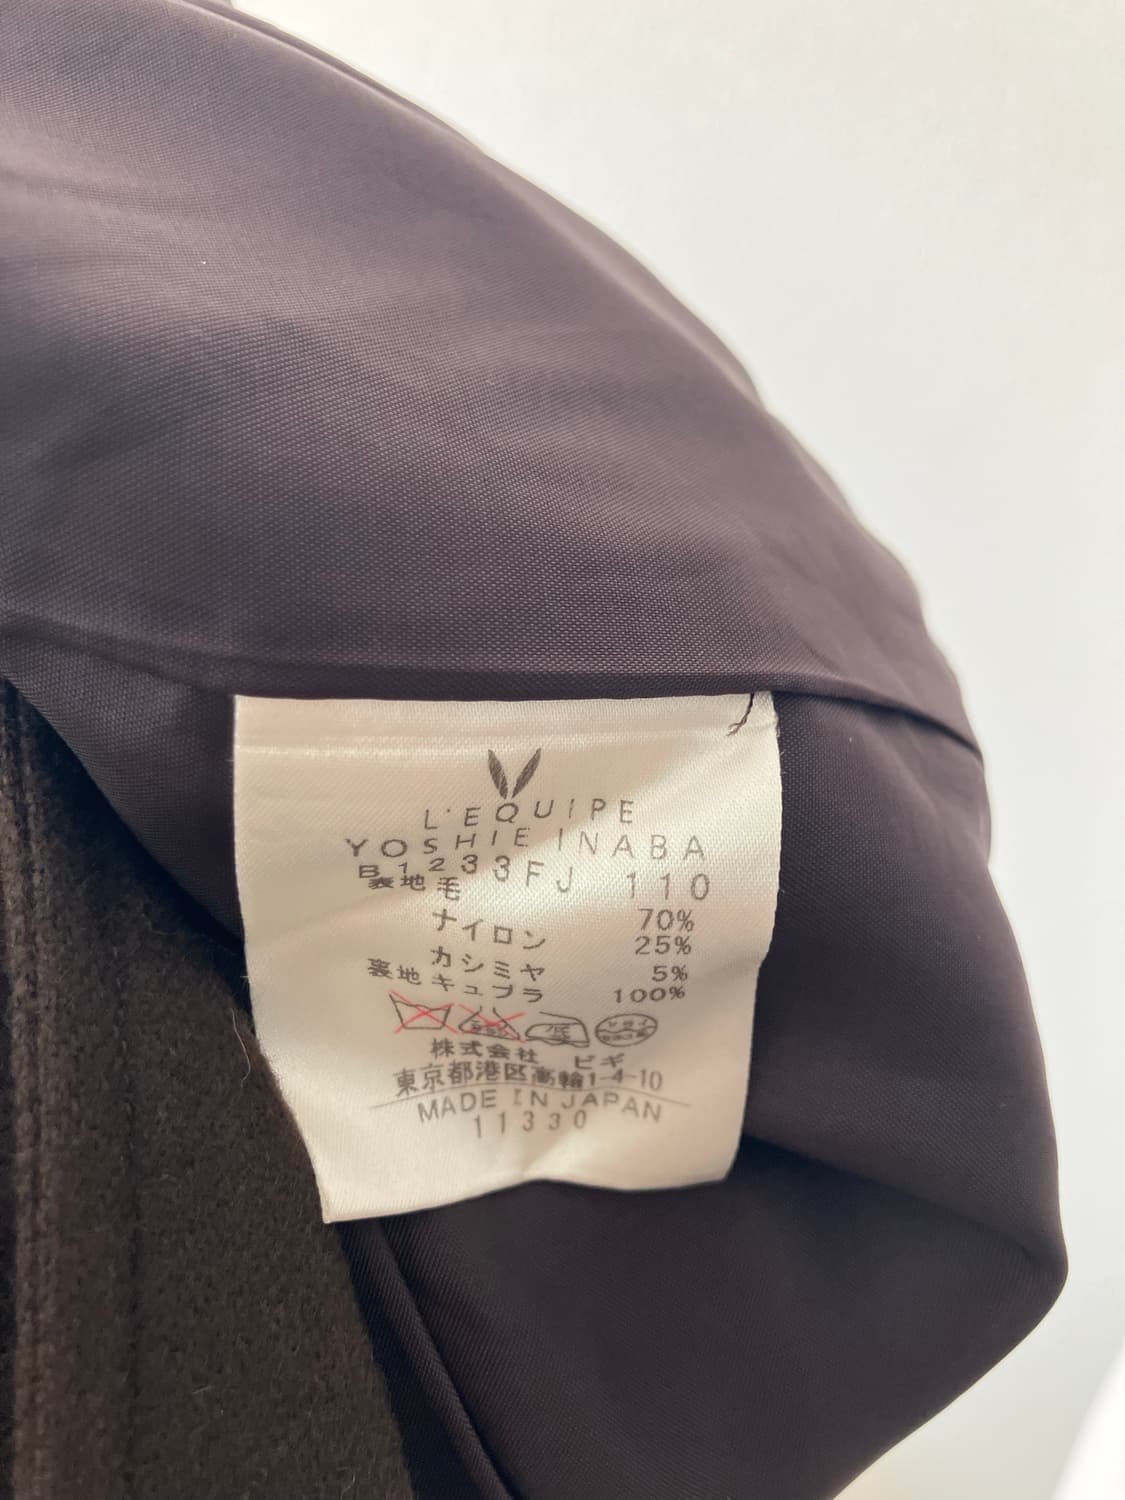 L'EQUIPE
YOSHIE INABA
B1233FJ 110
表地 毛 70%
ナイロン 25%
カシミヤ 5%
裏地 キュプラ 100%
株式会社 ビギ
東京都港区高輪1-4-10
MADE IN JAPAN
11330